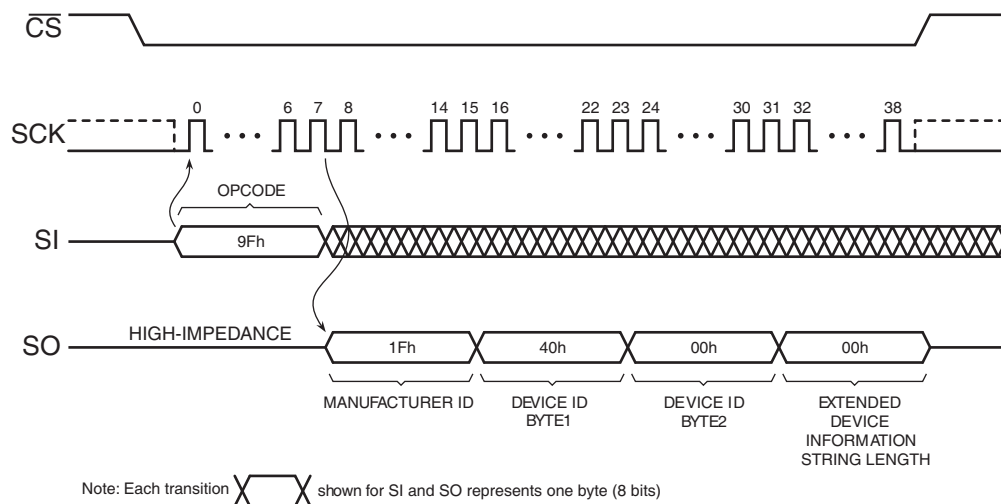 CS
0 6 7 8 14 15 16 22 23 24 30 31 32 38
SCK
OPCODE
SI 9Fh
HIGH-IMPEDANCE
SO 1Fh 40h 00h 00h
MANUFACTURER ID
DEVICE ID
BYTE1
DEVICE ID
BYTE2
EXTENDED
DEVICE
INFORMATION
STRING LENGTH
Note: Each transition shown for SI and SO represents one byte (8 bits)